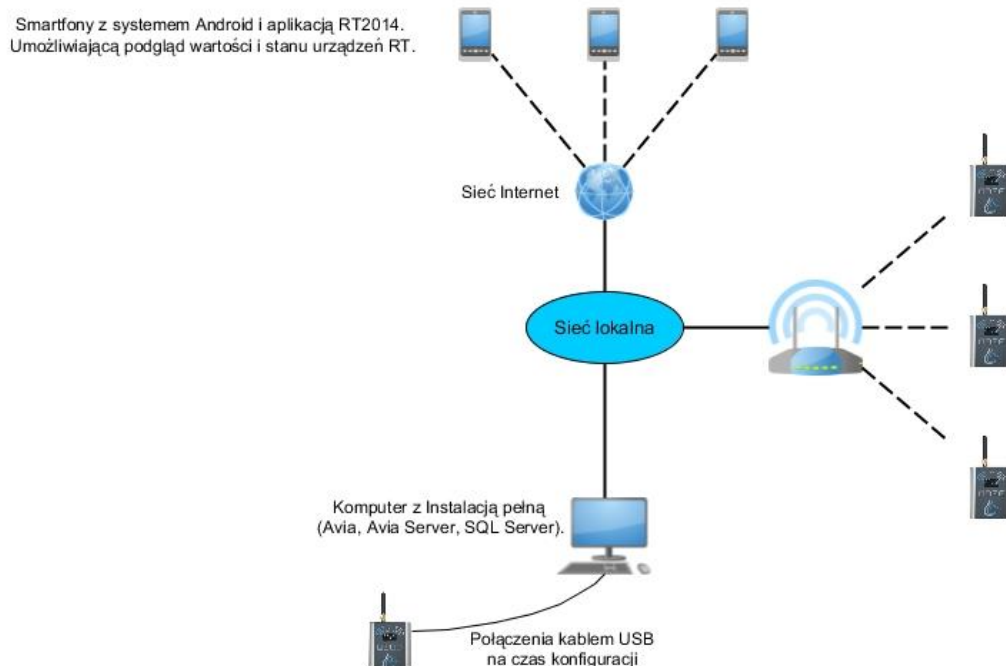 Smartfony z systemem Android i aplikacją RT2014.
Umożliwiającą podgląd wartości i stanu urządzeń RT.
Sieć Internet
Sieć lokalna
Komputer z Instalacją pełną
(Avia, Avia Server, SQL Server).
Połączenia kablem USB
na czas konfiguracji